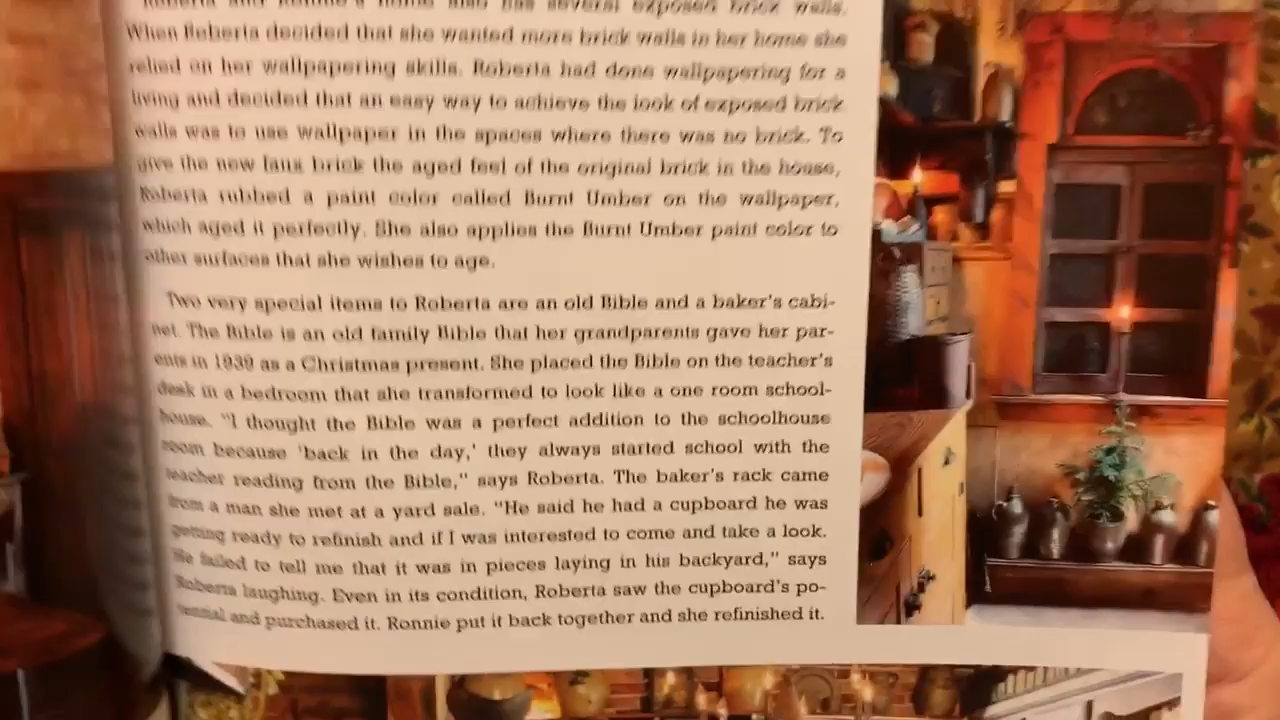 Roberta and Ronnie's home also has several exposed brick walls.
When Roberta decided that she wanted more brick walls in her home she
relied on her wallpapering skills. Roberta had done wallpapering for a
living and decided that an easy way to achieve the look of exposed brick
walls was to use wallpaper in the spaces where there was no brick. To
give the new faux brick the aged feel of the original brick in the house,
Roberta rubbed a paint color called Burnt Umber on the wallpaper,
which aged it perfectly. She also applies the Burnt Umber paint color to
other surfaces that she wishes to age.
Two very special items to Roberta are an old Bible and a baker's cabi-
net. The Bible is an old family Bible that her grandparents gave her par-
ents in 1939 as a Christmas present. She placed the Bible on the teacher's
desk in a bedroom that she transformed to look like a one room school-
house. "I thought the Bible was a perfect addition to the schoolhouse
room because 'back in the day,' they always started school with the
teacher reading from the Bible," says Roberta. The baker's rack came
from a man she met at a yard sale. "He said he had a cupboard he was
getting ready to refinish and if I was interested to come and take a look.
He failed to tell me that it was in pieces laying in his backyard," says
Roberta laughing. Even in its condition, Roberta saw the cupboard's po-
tential and purchased it. Ronnie put it back together and she refinished it.